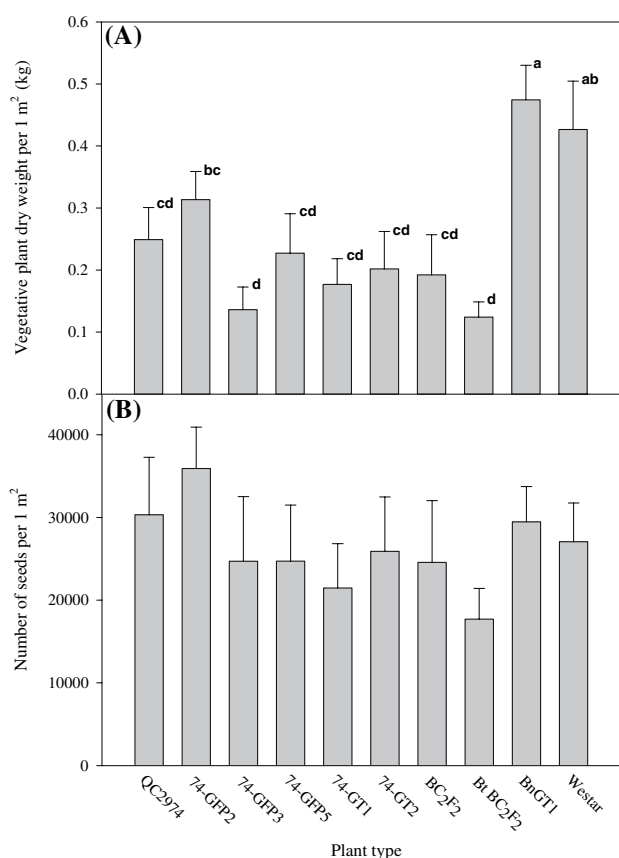 (A)
Vegetative plant dry weight per 1 m² (kg)
0.6
0.5
0.4
0.3
0.2
0.1
0.0
cd
bc
d
cd
cd
cd
cd
d
a
ab
(B)
Number of seeds per 1 m²
40000
30000
20000
10000
0
QC2974
74-GFP2
74-GFP3
74-GFP5
74-GT1
74-GT2
BC₂F₂
Bt BC₂F₂
BnGT1
Westar
Plant type